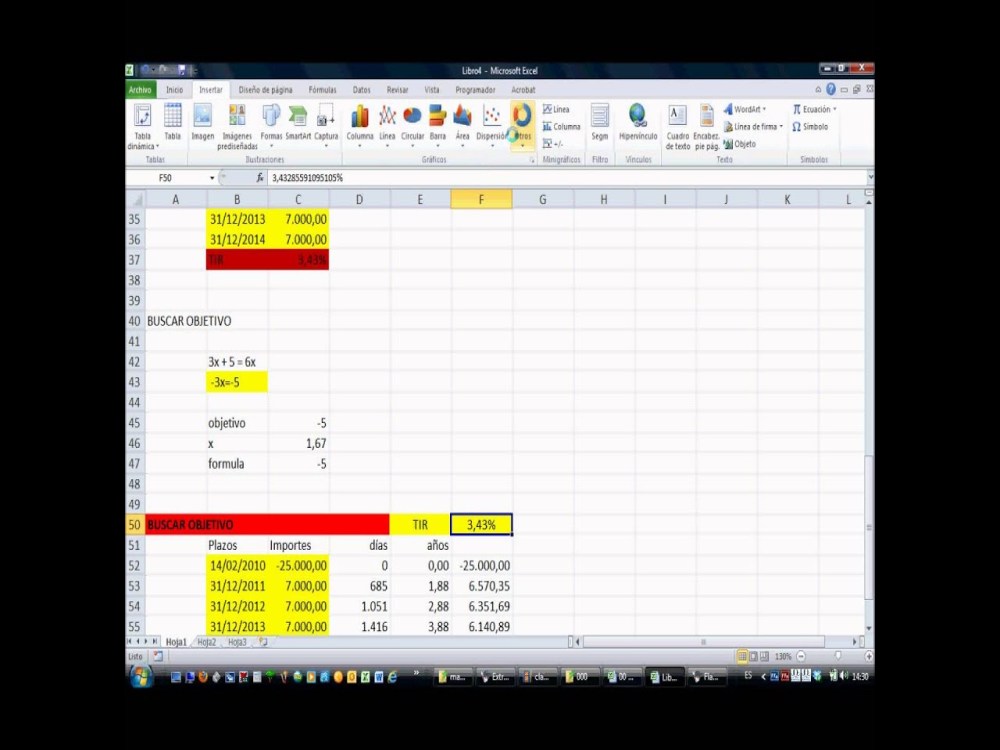 Libro4 - Microsoft Excel
Archivo Inicio Insertar Diseño de página Fórmulas Datos Revisar Vista Programador Acrobat
Tabla dinámica Tabla Imagen Imágenes prediseñadas Formas SmartArt Captura Columna Línea Circular Barra Área Dispersión Otros Línea Columna +/- Segm Hipervínculo Cuadro de texto Encabez. pie pág. WordArt Línea de firma Objeto Ecuación Símbolo
Tablas Ilustraciones Gráficos Minigráficos Filtro Vínculos Texto Símbolos
F50 fx 3,43285591095105%
A B C D E F G H I J K L
35 31/12/2013 7.000,00
36 31/12/2014 7.000,00
37 TIR 3,43%
38
39
40 BUSCAR OBJETIVO
41
42 3x + 5 = 6x
43 -3x=-5
44
45 objetivo -5
46 x 1,67
47 formula -5
48
49
50 BUSCAR OBJETIVO TIR 3,43%
51 Plazos Importes días años
52 14/02/2010 -25.000,00 0 0,00 -25.000,00
53 31/12/2011 7.000,00 685 1,88 6.570,35
54 31/12/2012 7.000,00 1.051 2,88 6.351,69
55 31/12/2013 7.000,00 1.416 3,88 6.140,89
Hoja1 Hoja2 Hoja3
Listo 130%
ma... Extr... cla... 000 00 ... Lib... Fla... ES 14:30